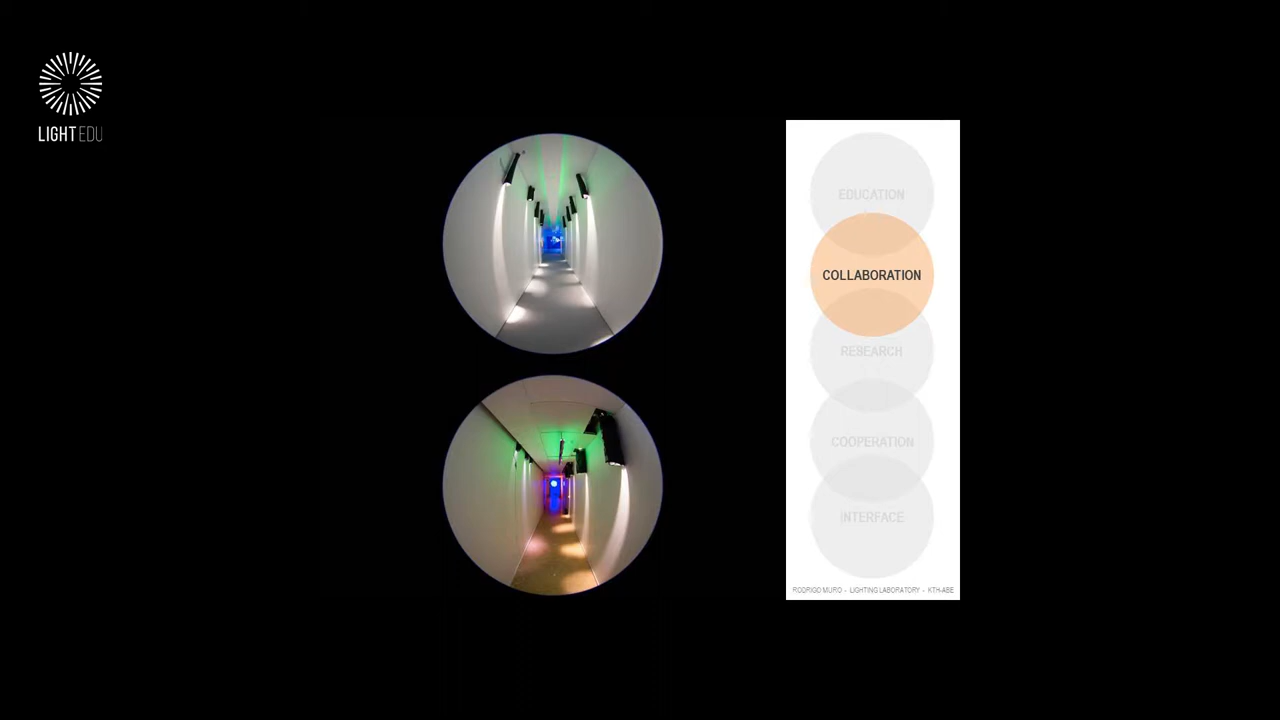 LIGHT EDU
EDUCATION
COLLABORATION
RESEARCH
COOPERATION
INTERFACE
RODRIGO MURO - LIGHTING LABORATORY - KTH-ABE